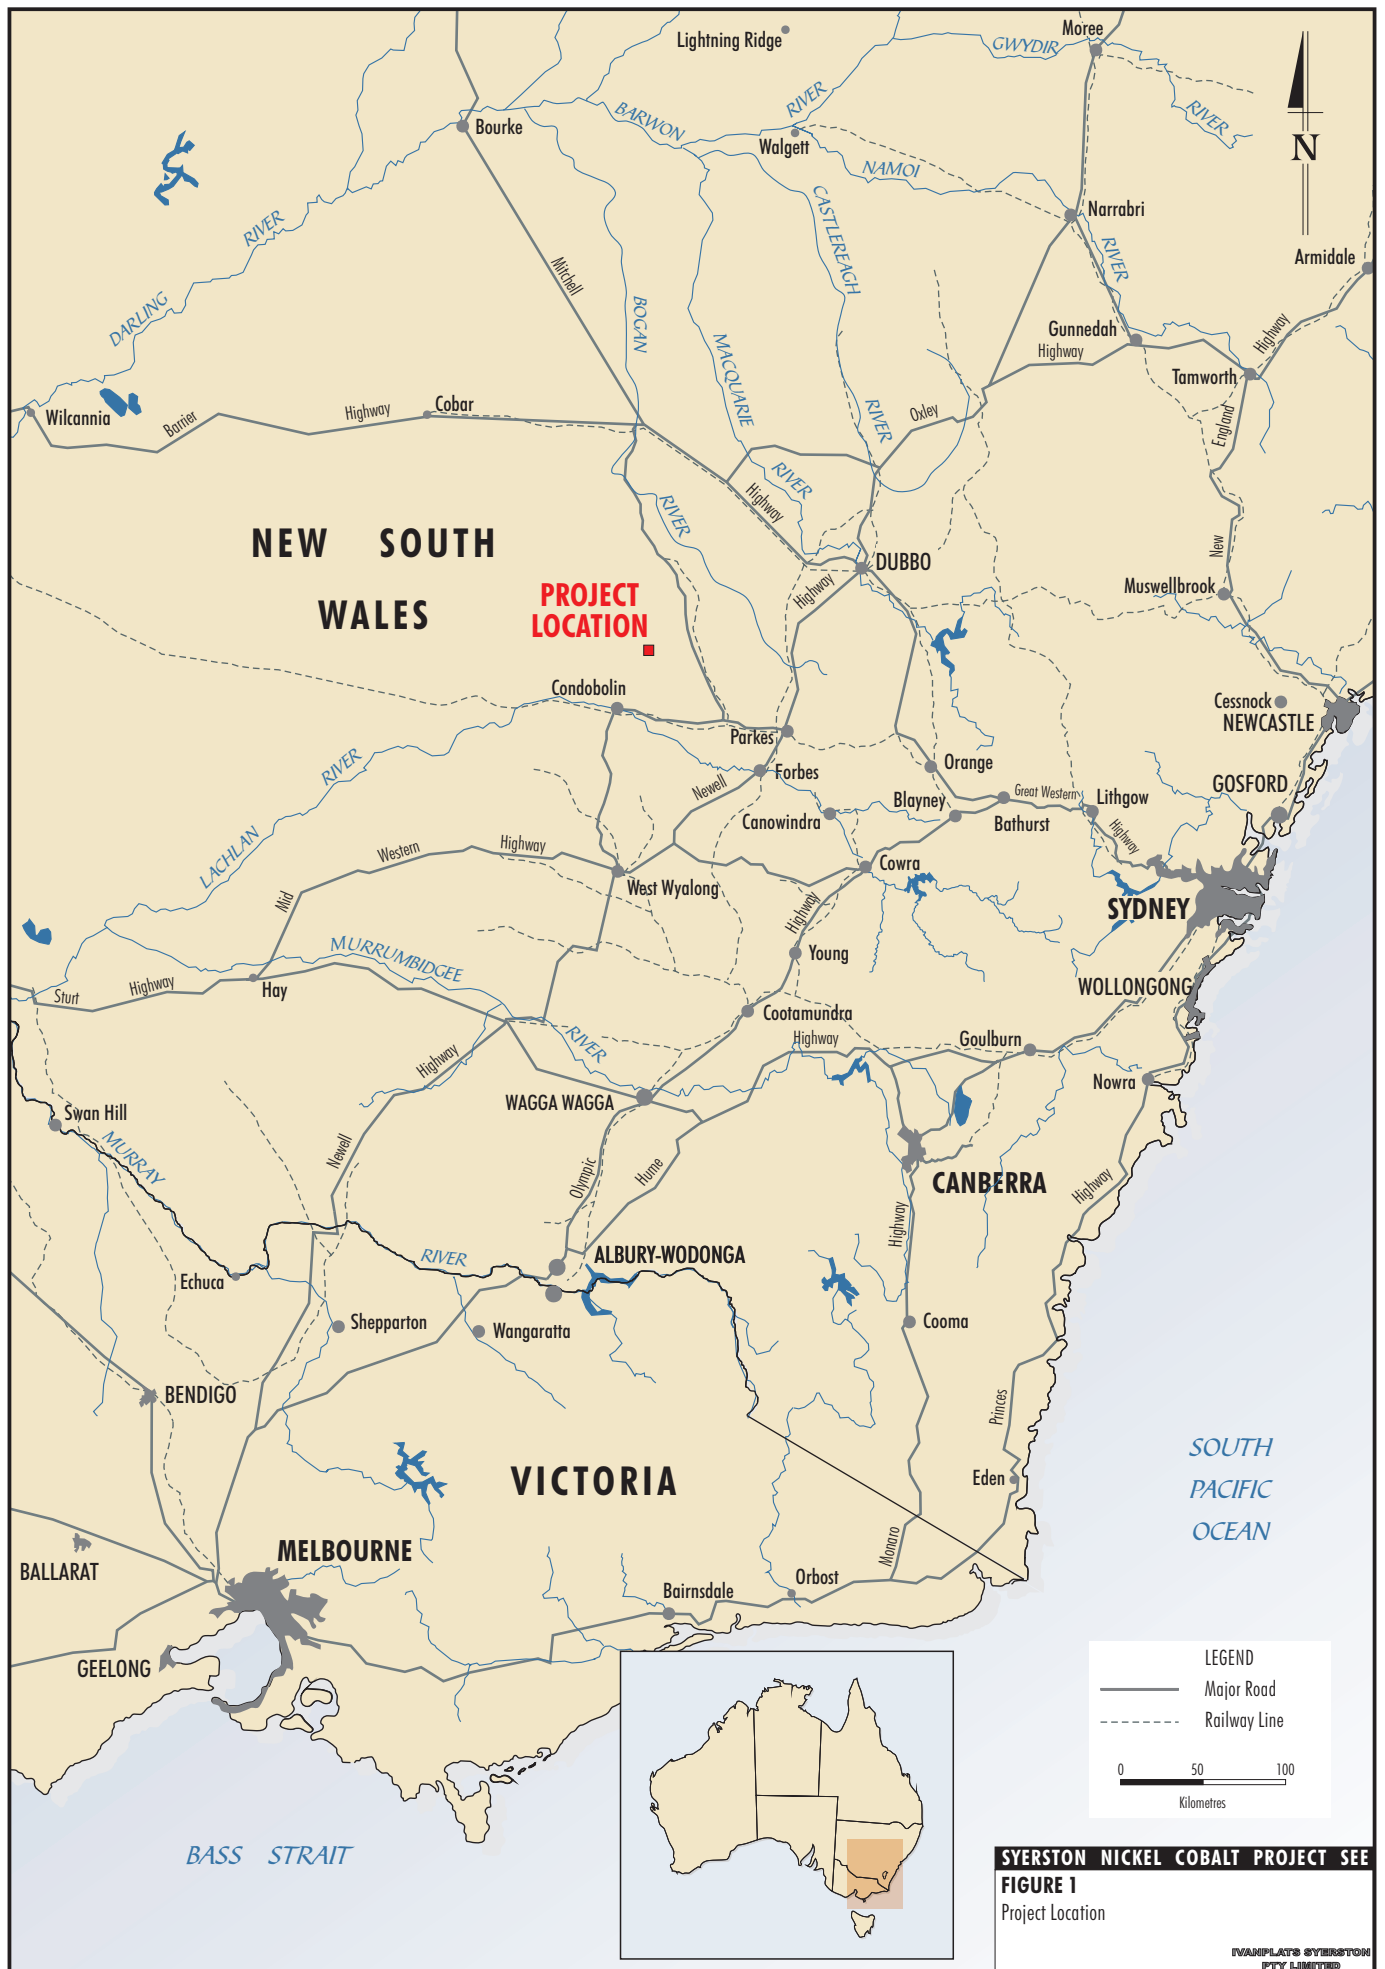 Moree
Lightning Ridge
GWYDIR
RIVER
RIVER
BARWON
Bourke
Walgett
N
NAMOI
CASTLEREAGH
Narrabri
RIVER
RIVER
Armidale
Mitchell
DARLING
BOGAN
Gunnedah
Highway
Highway
MACQUARIE
Tamworth
Wilcannia
Barrier
Highway
Cobar
Oxley
RIVER
England
RIVER
Highway
RIVER
NEW SOUTH
WALES
New
DUBBO
Highway
Muswellbrook
PROJECT
LOCATION
Condobolin
Cessnock
NEWCASTLE
Parkes
RIVER
Forbes
Orange
Newell
Blayney
Great Western
Lithgow
GOSFORD
Canowindra
Bathurst
Highway
LACHLAN
Western
Highway
Cowra
West Wyalong
Mid
Highway
SYDNEY
MURRUMBIDGEE
Young
Sturt
Highway
Hay
WOLLONGONG
Cootamundra
RIVER
Highway
Goulburn
Highway
Nowra
WAGGA WAGGA
Swan Hill
MURRAY
Newell
Olympic
Hume
CANBERRA
Highway
Highway
RIVER
ALBURY-WODONGA
Echuca
Shepparton
Wangaratta
Cooma
BENDIGO
Princes
SOUTH
PACIFIC
OCEAN
VICTORIA
Eden
MELBOURNE
Monaro
BALLARAT
Orbost
Bairnsdale
GEELONG
LEGEND
Major Road
Railway Line
0 50 100
Kilometres
BASS STRAIT
SYERSTON NICKEL COBALT PROJECT SEE
FIGURE 1
Project Location
IVANPLATS SYERSTON
PTY LIMITED